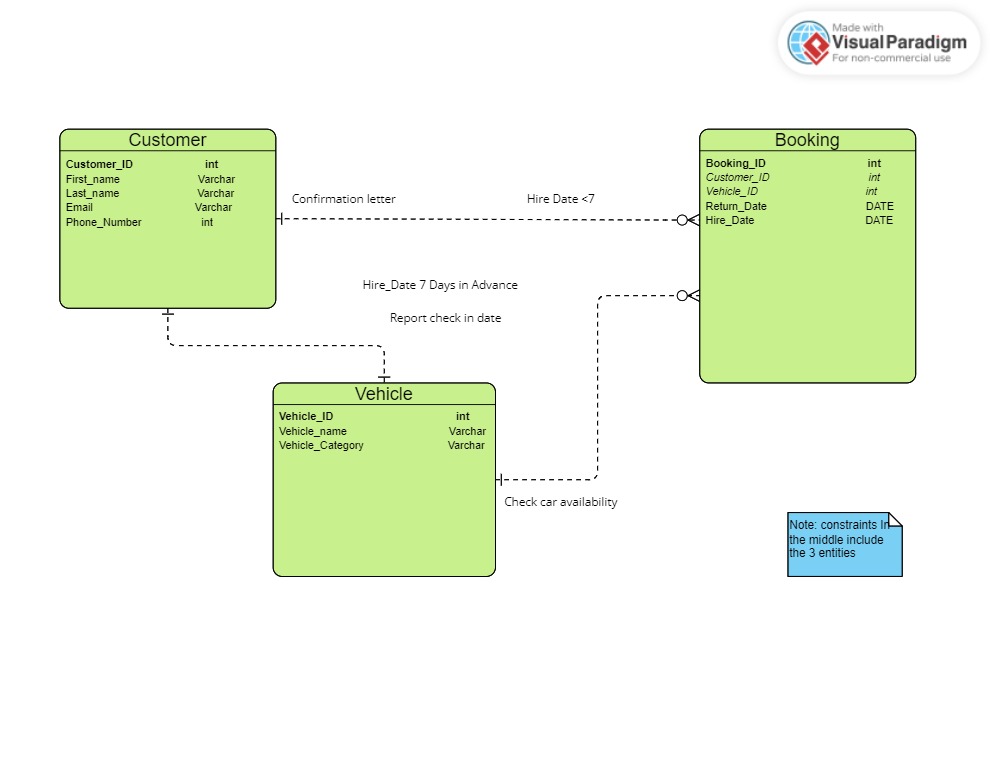 Made with
VisualParadigm
For non-commercial use
Customer
Customer_ID int
First_name Varchar
Last_name Varchar
Email Varchar
Phone_Number int
Booking
Booking_ID int
Customer_ID int
Vehicle_ID int
Return_Date DATE
Hire_Date DATE
Confirmation letter
Hire Date <7
Hire_Date 7 Days in Advance
Report check in date
Vehicle
Vehicle_ID int
Vehicle_name Varchar
Vehicle_Category Varchar
Check car availability
Note: constraints In
the middle include
the 3 entities